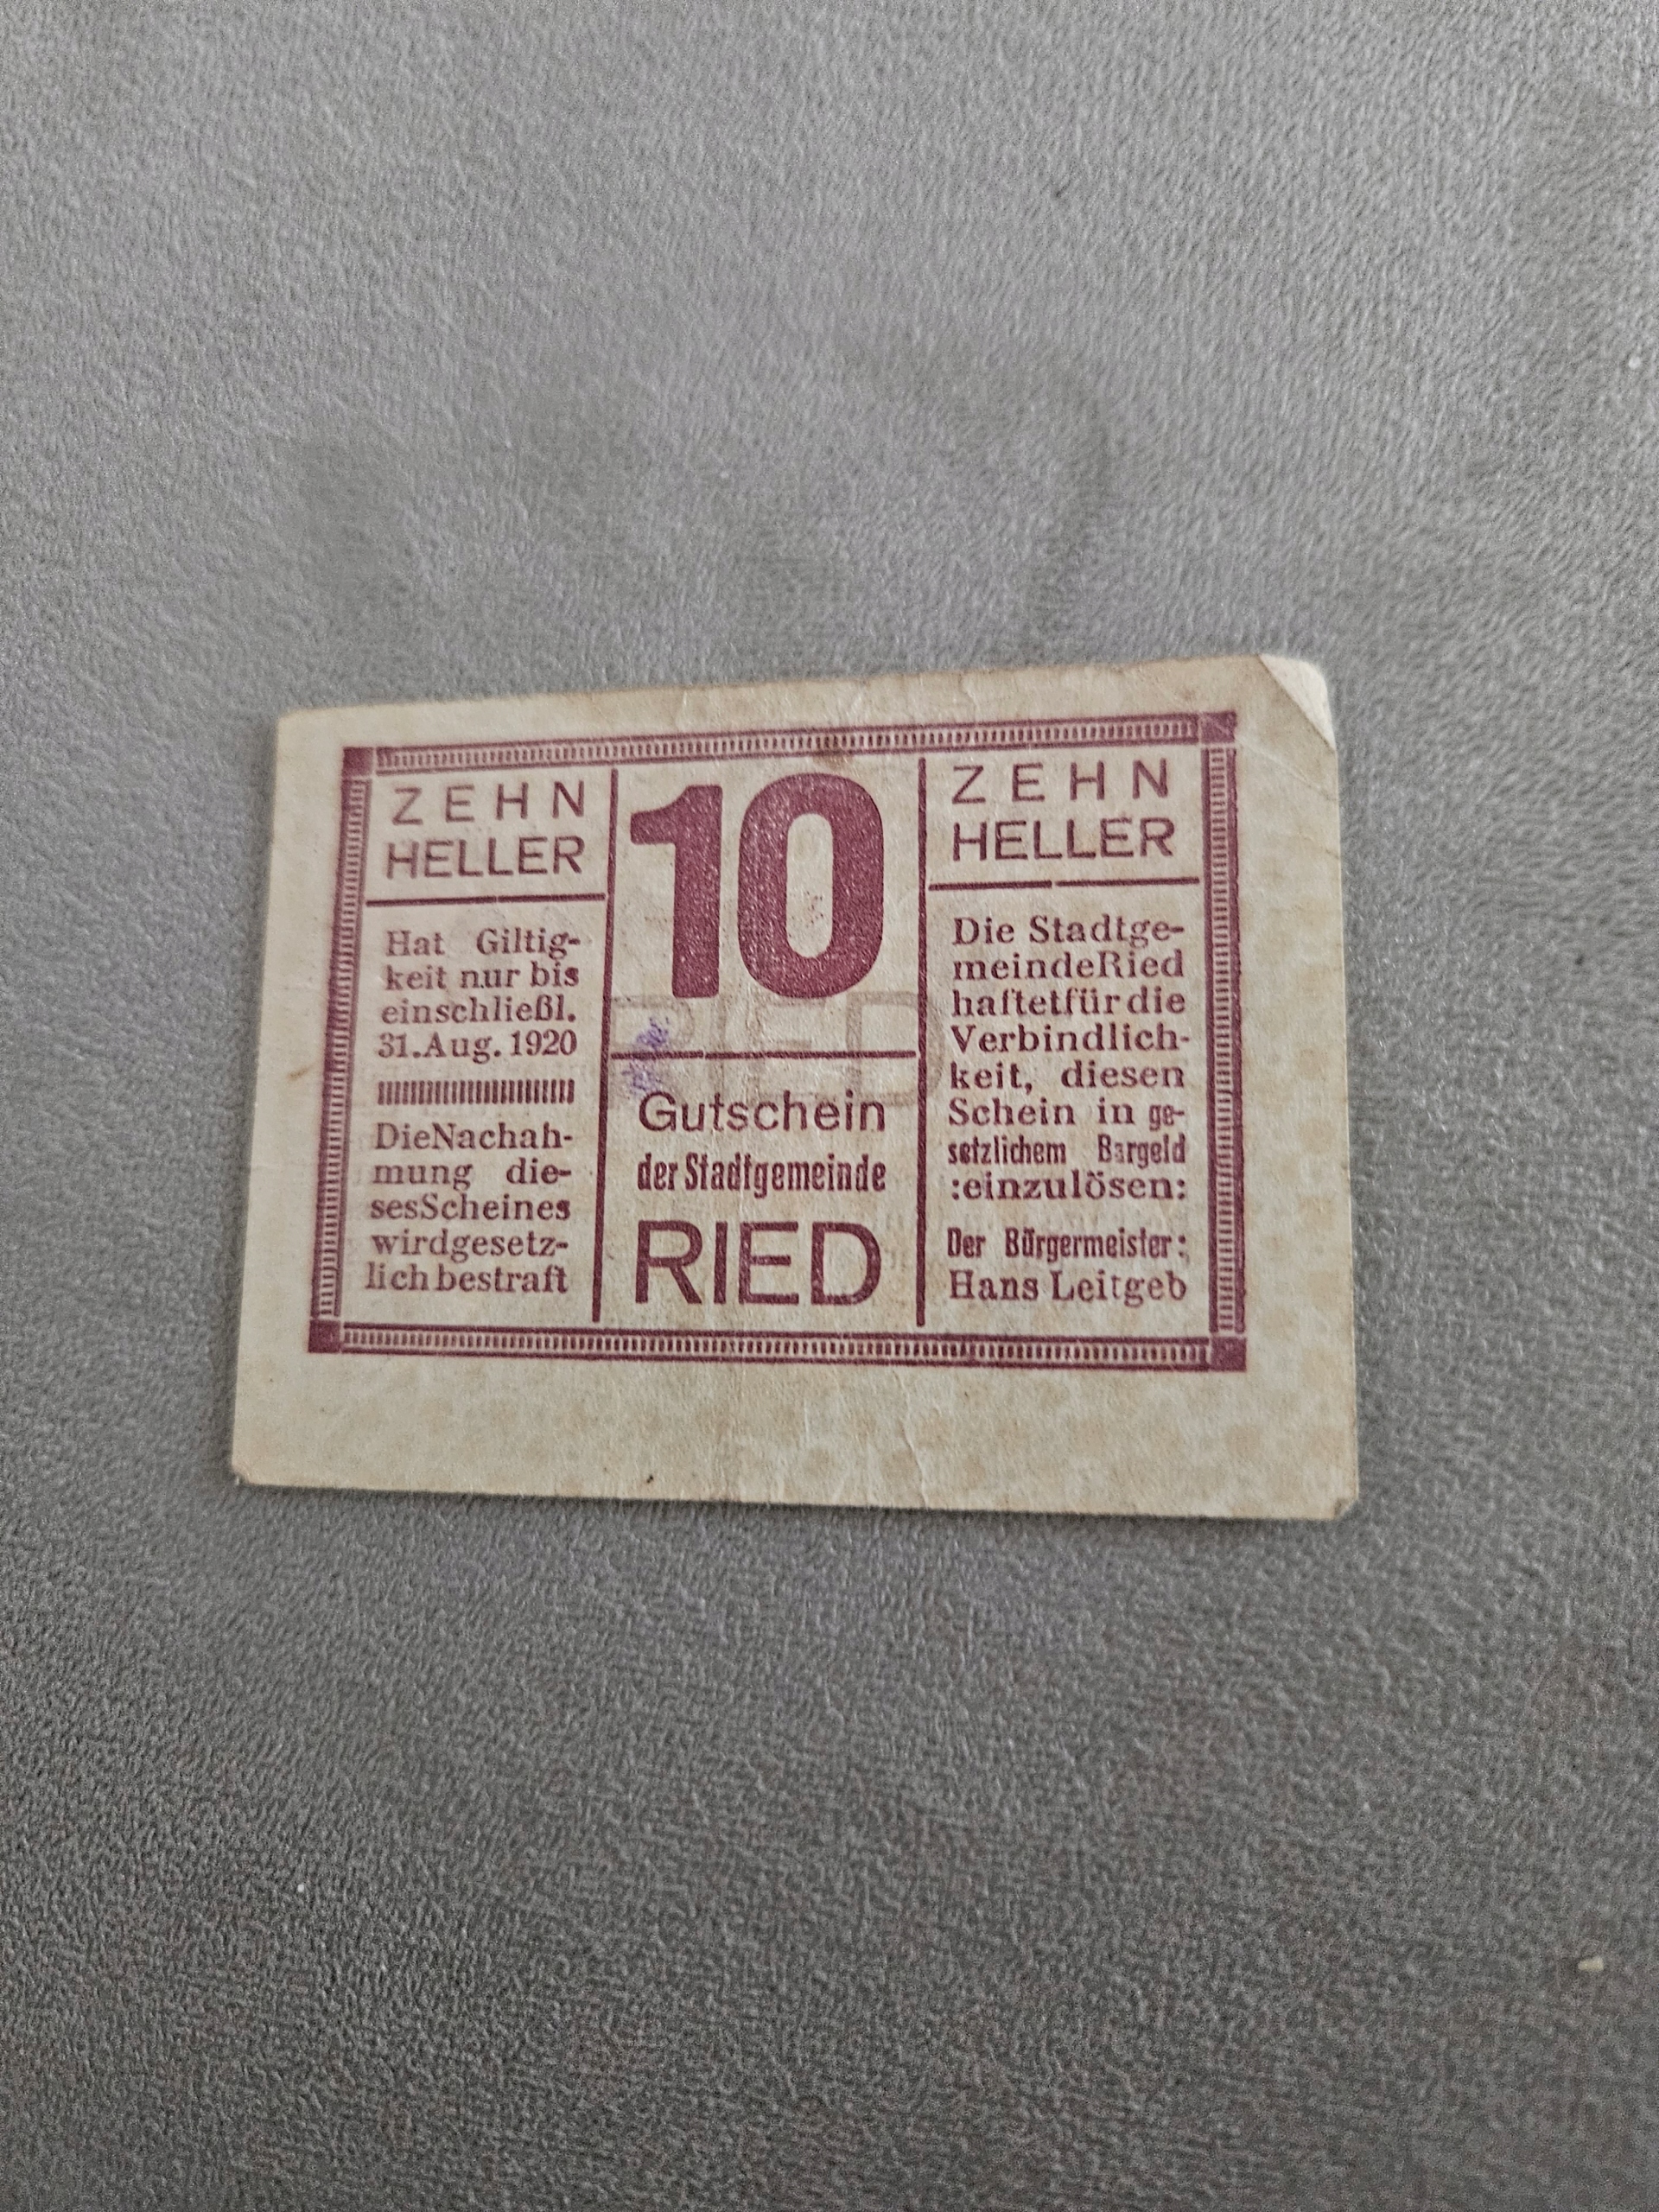 ZEHN
HELLER
Hat Giltig-
keit nur bis
einschließl.
31.Aug. 1920
DieNachah-
mung die-
sesScheines
wirdgesetz-
lich bestraft
10
RIED
Gutschein
der Stadtgemeinde
RIED
ZEHN
HELLER
Die Stadtge-
meindeRied
haftetfür die
Verbindlich-
keit, diesen
Schein in ge-
setzlichem Bargeld
:einzulösen:
Der Bürgermeister:
Hans Leitgeb